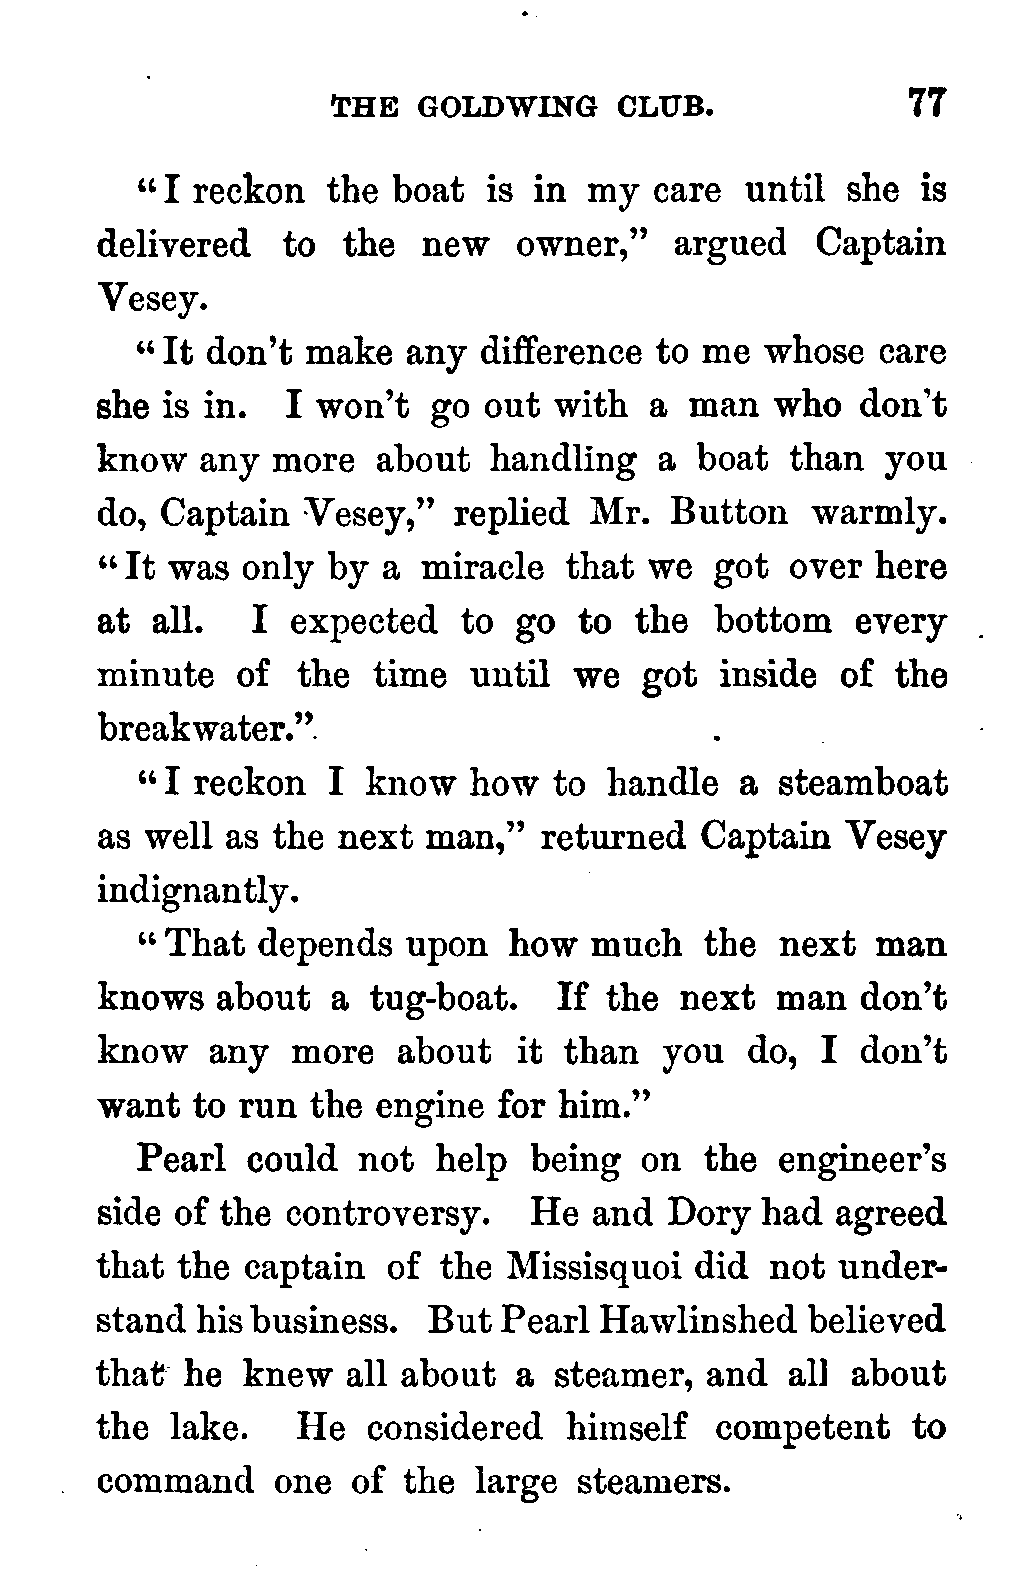 THE GOLDWING CLUB. 77
“I reckon the boat is in my care until she is
delivered to the new owner,” argued Captain
Vesey.
“It don’t make any difference to me whose care
she is in. I won’t go out with a man who don’t
know any more about handling a boat than you
do, Captain Vesey,” replied Mr. Button warmly.
“It was only by a miracle that we got over here
at all. I expected to go to the bottom every
minute of the time until we got inside of the
breakwater.”
“I reckon I know how to handle a steamboat
as well as the next man,” returned Captain Vesey
indignantly.
“That depends upon how much the next man
knows about a tug-boat. If the next man don’t
know any more about it than you do, I don’t
want to run the engine for him.”
Pearl could not help being on the engineer’s
side of the controversy. He and Dory had agreed
that the captain of the Missisquoi did not under-
stand his business. But Pearl Hawlinshed believed
that he knew all about a steamer, and all about
the lake. He considered himself competent to
command one of the large steamers.